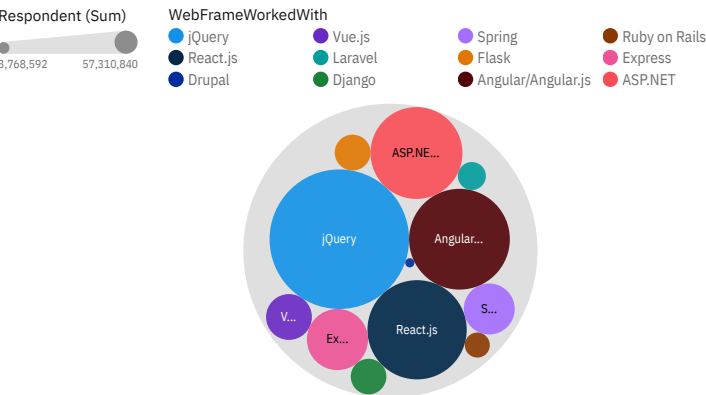 Respondent (Sum)
3,768,592
57,310,840
WebFrameWorkedWith
jQuery
Vue.js
Spring
Ruby on Rails
React.js
Laravel
Flask
Express
Drupal
Django
Angular/Angular.js
ASP.NET
ASP.NE...
jQuery
Angular...
V...
Ex...
React.js
S...